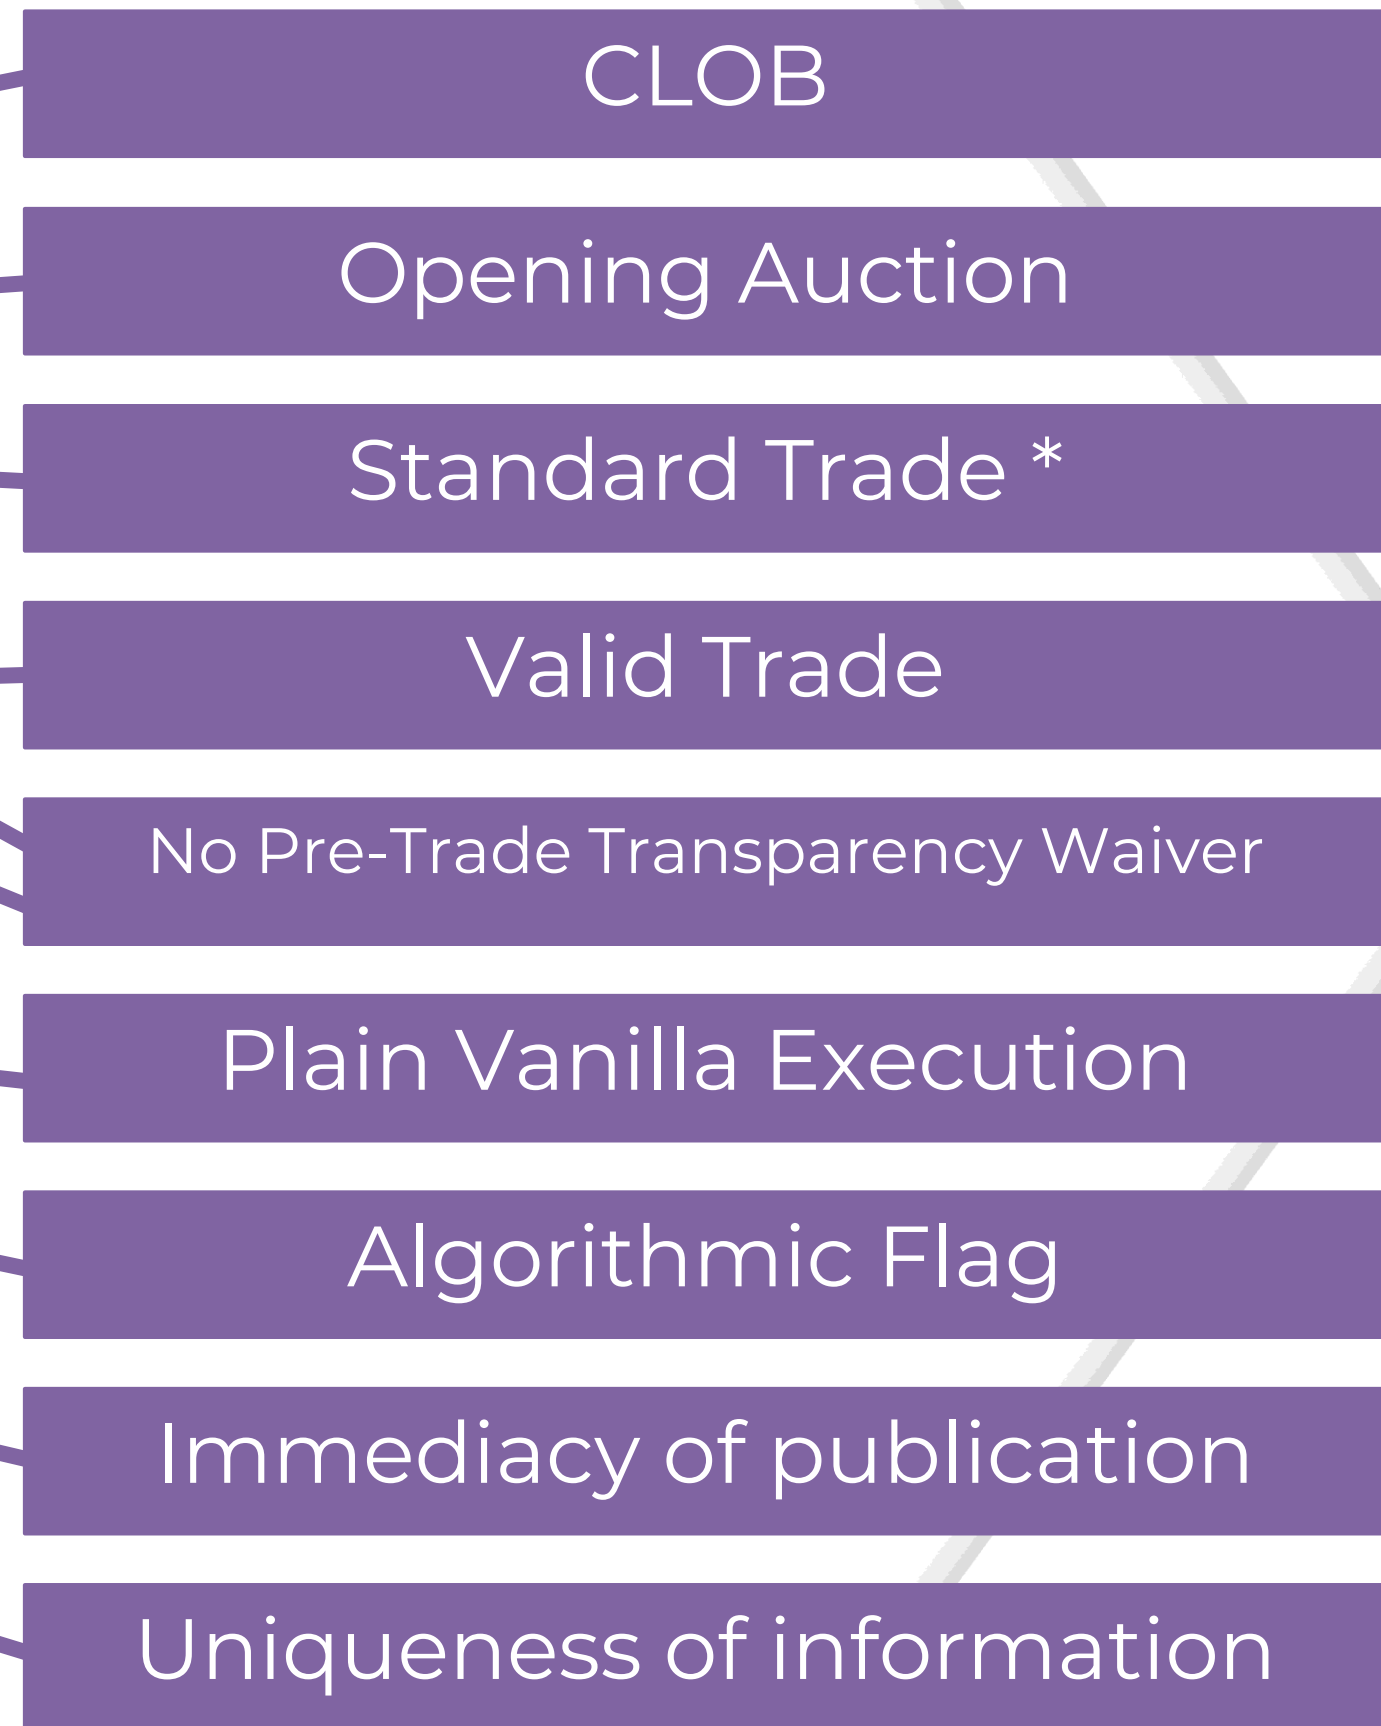 CLOB
Opening Auction
Standard Trade *
Valid Trade
No Pre-Trade Transparency Waiver
Plain Vanilla Execution
Algorithmic Flag
Immediacy of publication
Uniqueness of information